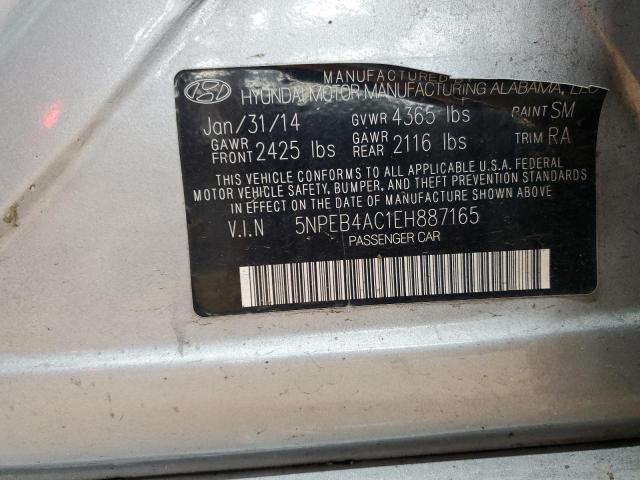 MANUFACTURED
HYUNDAI MOTOR MANUFACTURING ALABAMA, LLC
Jan/31/14 GVWR 4365 lbs PAINT SM
GAWR FRONT 2425 lbs GAWR REAR 2116 lbs TRIM RA
THIS VEHICLE CONFORMS TO ALL APPLICABLE U.S.A. FEDERAL
MOTOR VEHICLE SAFETY, BUMPER, AND THEFT PREVENTION STANDARDS
IN EFFECT ON THE DATE OF MANUFACTURE SHOWN ABOVE
V.I.N 5NPEB4AC1EH887165
PASSENGER CAR